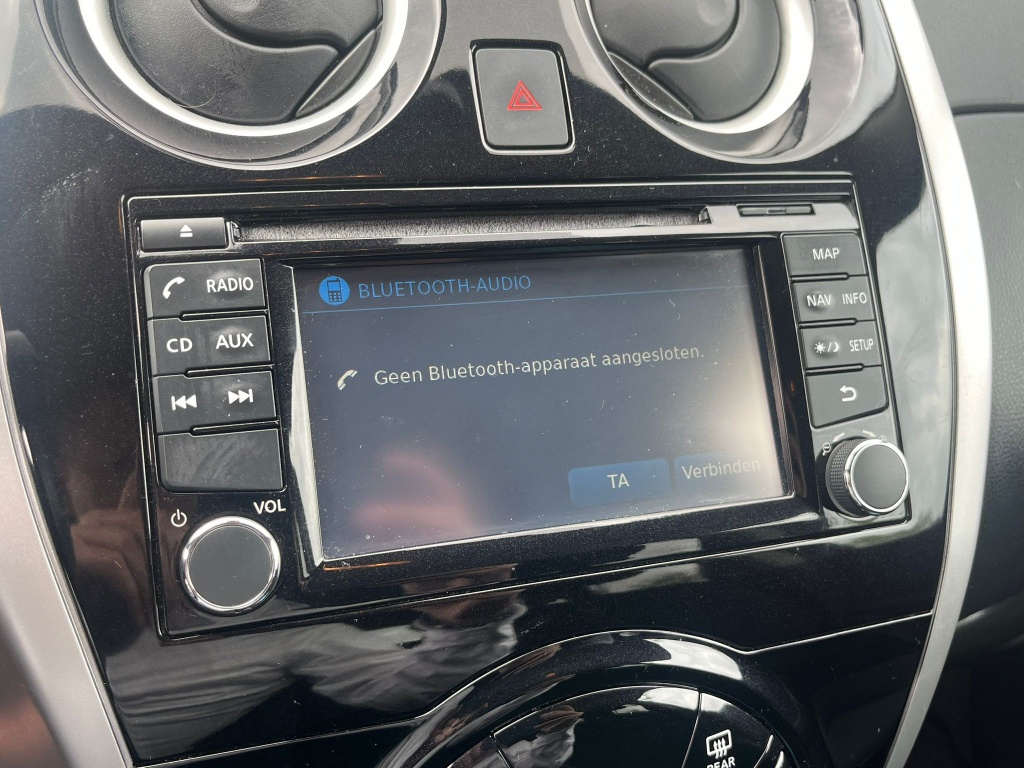 RADIO
CD AUX
VOL
BLUETOOTH-AUDIO
Geen Bluetooth-apparaat aangesloten.
TA
Verbinden
MAP
NAV INFO
SETUP
REAR